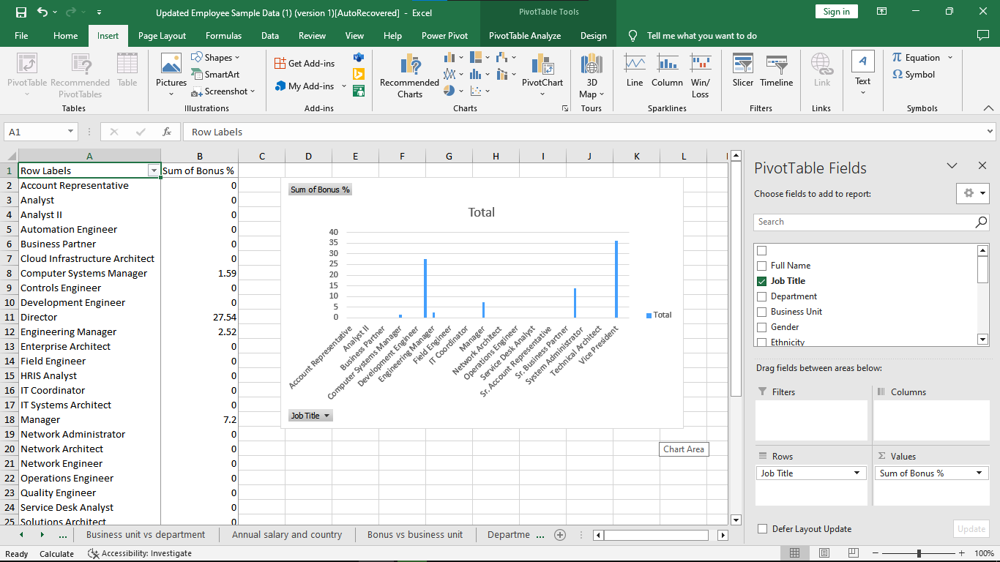 Updated Employee Sample Data (1) (version 1)[AutoRecovered] - Excel
PivotTable Tools
Sign in
File Home Insert Page Layout Formulas Data Review View Help Power Pivot PivotTable Analyze Design Tell me what you want to do
PivotTable
Recommended PivotTables
Table
Tables
Pictures
Shapes
SmartArt
Screenshot
Illustrations
Get Add-ins
My Add-ins
Add-ins
Recommended Charts
PivotChart
Charts
3D Map
Tours
Line
Column
Win/Loss
Sparklines
Slicer
Timeline
Filters
Link
Links
Text
Equation
Symbol
Symbols
A1
fx
Row Labels
A B C D E F G H I J K L
1 Row Labels Sum of Bonus %
2 Account Representative 0
3 Analyst 0
4 Analyst II 0
5 Automation Engineer 0
6 Business Partner 0
7 Cloud Infrastructure Architect 0
8 Computer Systems Manager 1.59
9 Controls Engineer 0
10 Development Engineer 0
11 Director 27.54
12 Engineering Manager 2.52
13 Enterprise Architect 0
14 Field Engineer 0
15 HRIS Analyst 0
16 IT Coordinator 0
17 IT Systems Architect 0
18 Manager 7.2
19 Network Administrator 0
20 Network Architect 0
21 Network Engineer 0
22 Operations Engineer 0
23 Quality Engineer 0
24 Service Desk Analyst 0
25 Solutions Architect 0
Sum of Bonus %
Total
40
35
30
25
20
15
10
5
0
Account Representative
Analyst II
Business Partner
Computer Systems Manager
Development Engineer
Engineering Manager
Field Engineer
IT Coordinator
Manager
Network Architect
Operations Engineer
Service Desk Analyst
Sr. Account Representative
Sr. Business Partner
System Administrator
Technical Architect
Vice President
Total
Job Title
Chart Area
PivotTable Fields
Choose fields to add to report:
Search
Full Name
Job Title
Department
Business Unit
Gender
Ethnicity
Drag fields between areas below:
Filters
Columns
Rows
Values
Job Title
Sum of Bonus %
Defer Layout Update
Update
... Business unit vs department Annual salary and country Bonus vs business unit Departme ...
Ready Calculate Accessibility: Investigate 100%